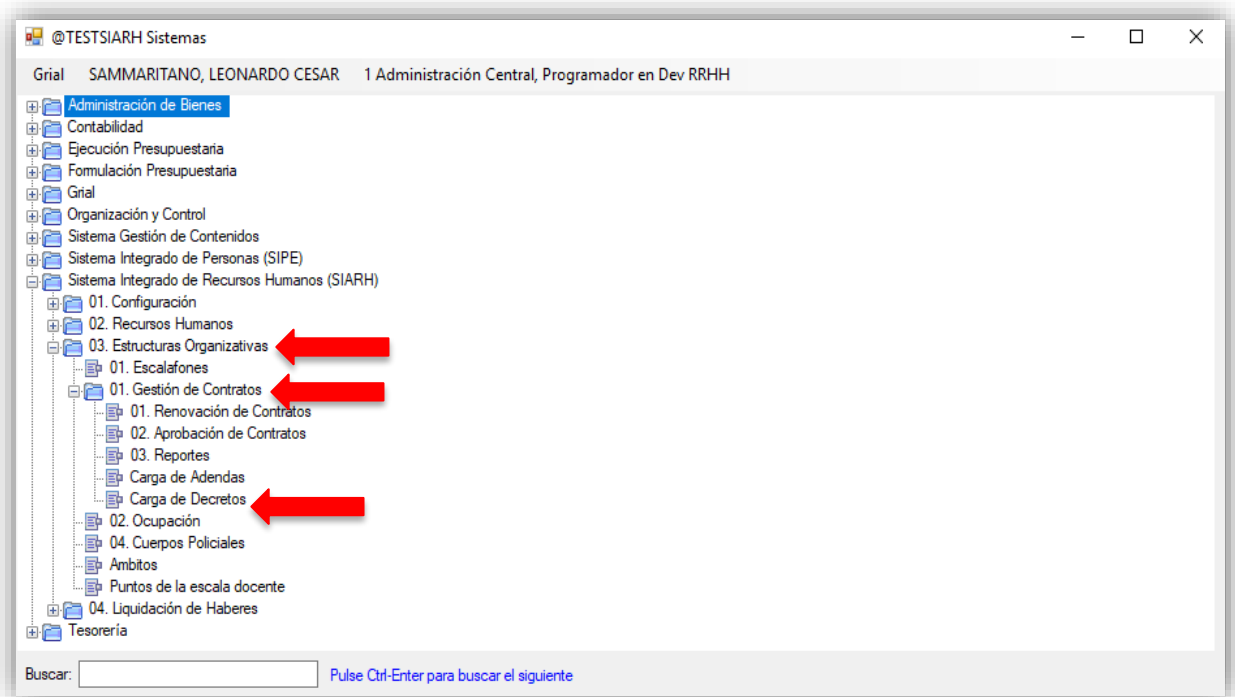 @TESTSIARH Sistemas
Grial SAMMARITANO, LEONARDO CESAR 1 Administración Central, Programador en Dev RRHH
Administración de Bienes
Contabilidad
Ejecución Presupuestaria
Formulación Presupuestaria
Grial
Organización y Control
Sistema Gestión de Contenidos
Sistema Integrado de Personas (SIPE)
Sistema Integrado de Recursos Humanos (SIARH)
01. Configuración
02. Recursos Humanos
03. Estructuras Organizativas
01. Escalafones
01. Gestión de Contratos
01. Renovación de Contratos
02. Aprobación de Contratos
03. Reportes
Carga de Adendas
Carga de Decretos
02. Ocupación
04. Cuerpos Policiales
Ambitos
Puntos de la escala docente
04. Liquidación de Haberes
Tesorería
Buscar: Pulse Ctrl-Enter para buscar el siguiente